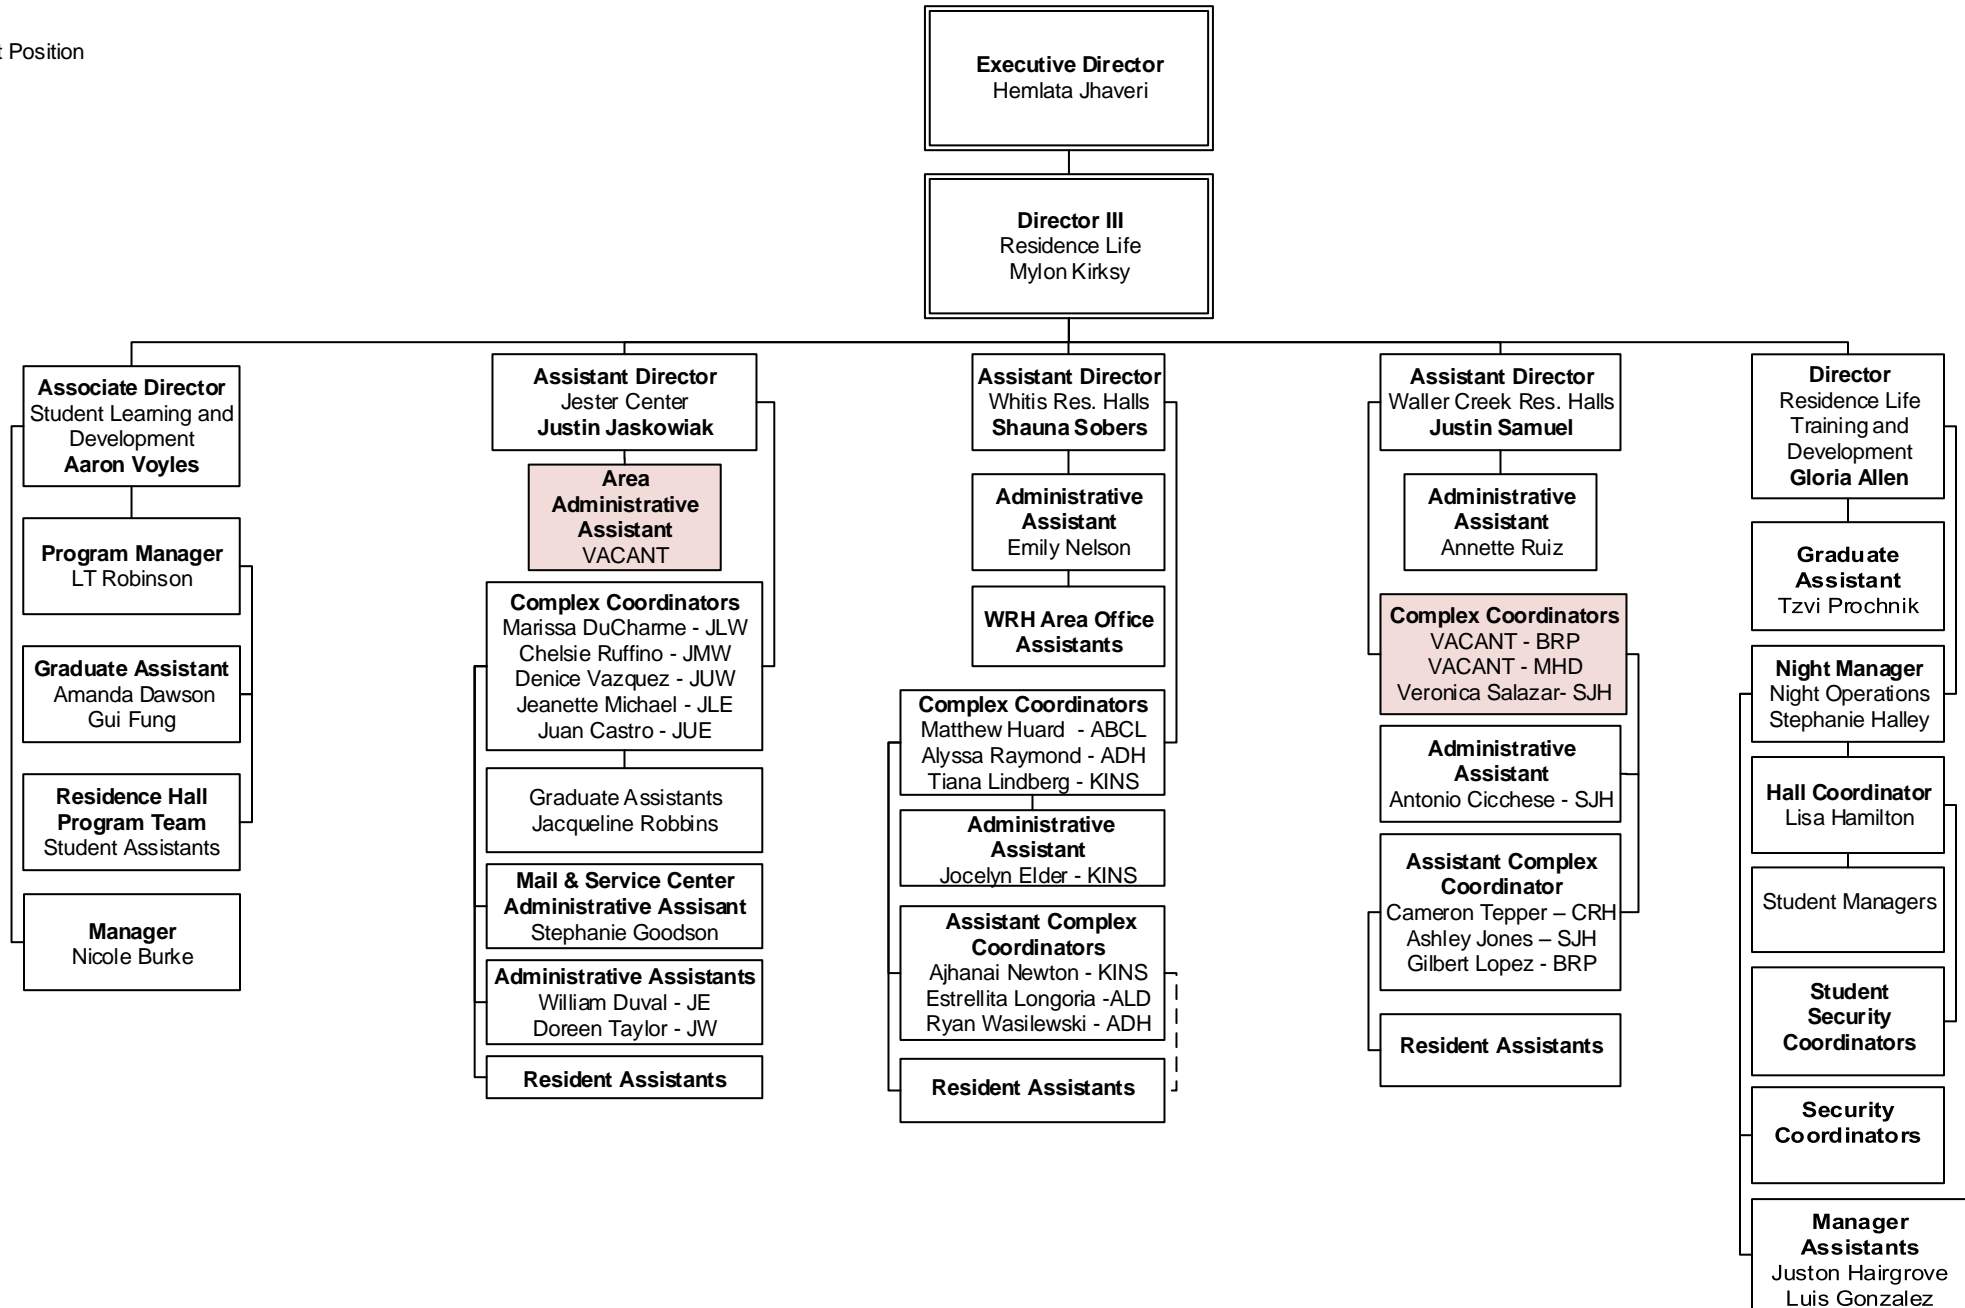 t Position
Executive Director
Hemlata Jhaveri
Director III
Residence Life
Mylon Kirksy
Associate Director
Student Learning and
Development
Aaron Voyles
Program Manager
LT Robinson
Graduate Assistant
Amanda Dawson
Gui Fung
Residence Hall
Program Team
Student Assistants
Manager
Nicole Burke
Assistant Director
Jester Center
Justin Jaskowiak
Area
Administrative
Assistant
VACANT
Complex Coordinators
Marissa DuCharme - JLW
Chelsie Ruffino - JMW
Denice Vazquez - JUW
Jeanette Michael - JLE
Juan Castro - JUE
Graduate Assistants
Jacqueline Robbins
Mail & Service Center
Administrative Assisant
Stephanie Goodson
Administrative Assistants
William Duval - JE
Doreen Taylor - JW
Resident Assistants
Assistant Director
Whitis Res. Halls
Shauna Sobers
Administrative
Assistant
Emily Nelson
WRH Area Office
Assistants
Complex Coordinators
Matthew Huard  - ABCL
Alyssa Raymond - ADH
Tiana Lindberg - KINS
Administrative
Assistant
Jocelyn Elder - KINS
Assistant Complex
Coordinators
Ajhanai Newton - KINS
Estrellita Longoria -ALD
Ryan Wasilewski - ADH
Resident Assistants
Assistant Director
Waller Creek Res. Halls
Justin Samuel
Administrative
Assistant
Annette Ruiz
Complex Coordinators
VACANT - BRP
VACANT - MHD
Veronica Salazar- SJH
Administrative
Assistant
Antonio Cicchese - SJH
Assistant Complex
Coordinator
Cameron Tepper – CRH
Ashley Jones – SJH
Gilbert Lopez - BRP
Resident Assistants
Director
Residence Life
Training and
Development
Gloria Allen
Graduate
Assistant
Tzvi Prochnik
Night Manager
Night Operations
Stephanie Halley
Hall Coordinator
Lisa Hamilton
Student Managers
Student
Security
Coordinators
Security
Coordinators
Manager
Assistants
Juston Hairgrove
Luis Gonzalez